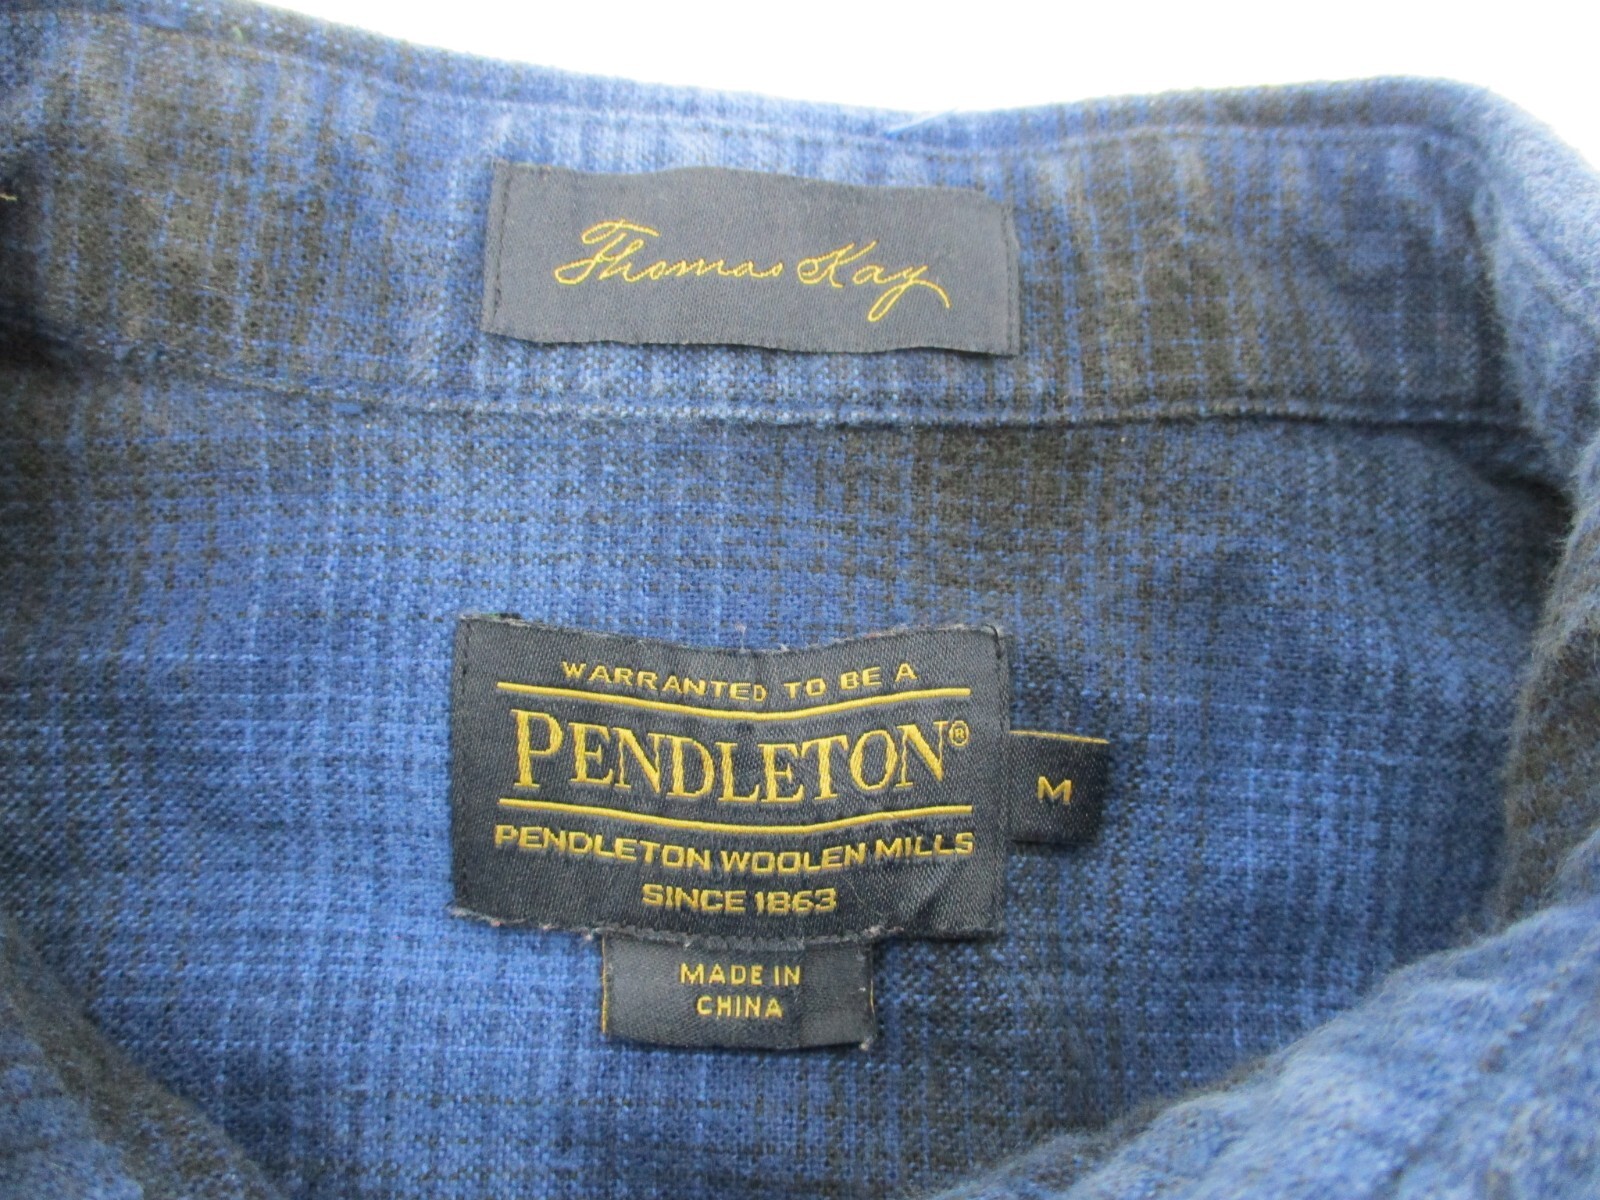 Thomas Kay
WARRANTED TO BE A
PENDLETON®
M
PENDLETON WOOLEN MILLS
SINCE 1863
MADE IN
CHINA